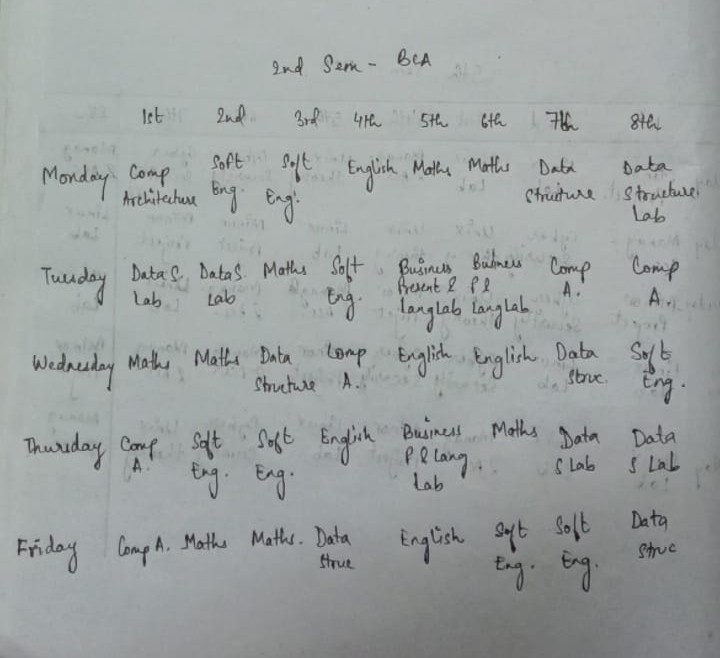 2nd Sem - BCA
1st 2nd 3rd 4th 5th 6th 7th 8th
Monday Comp Soft Soft English Maths Maths Data Data
Architecture Eng. Eng. Structure Structure
Lab
Tuesday Data S. Data S. Maths Soft Business Business Comp Comp
Lab Lab Eng. Present & P & A. A.
Lang Lab Lang Lab
Wednesday Maths Maths Data Comp English English Data Soft
Structure A. Struc Eng.
Thursday Comp Soft Soft English Business Maths Data Data
A. Eng. Eng. P & Lang. S Lab S Lab
Lab
Friday Comp A. Maths Maths. Data English Soft Soft Data
Struc Eng. Eng. Struc